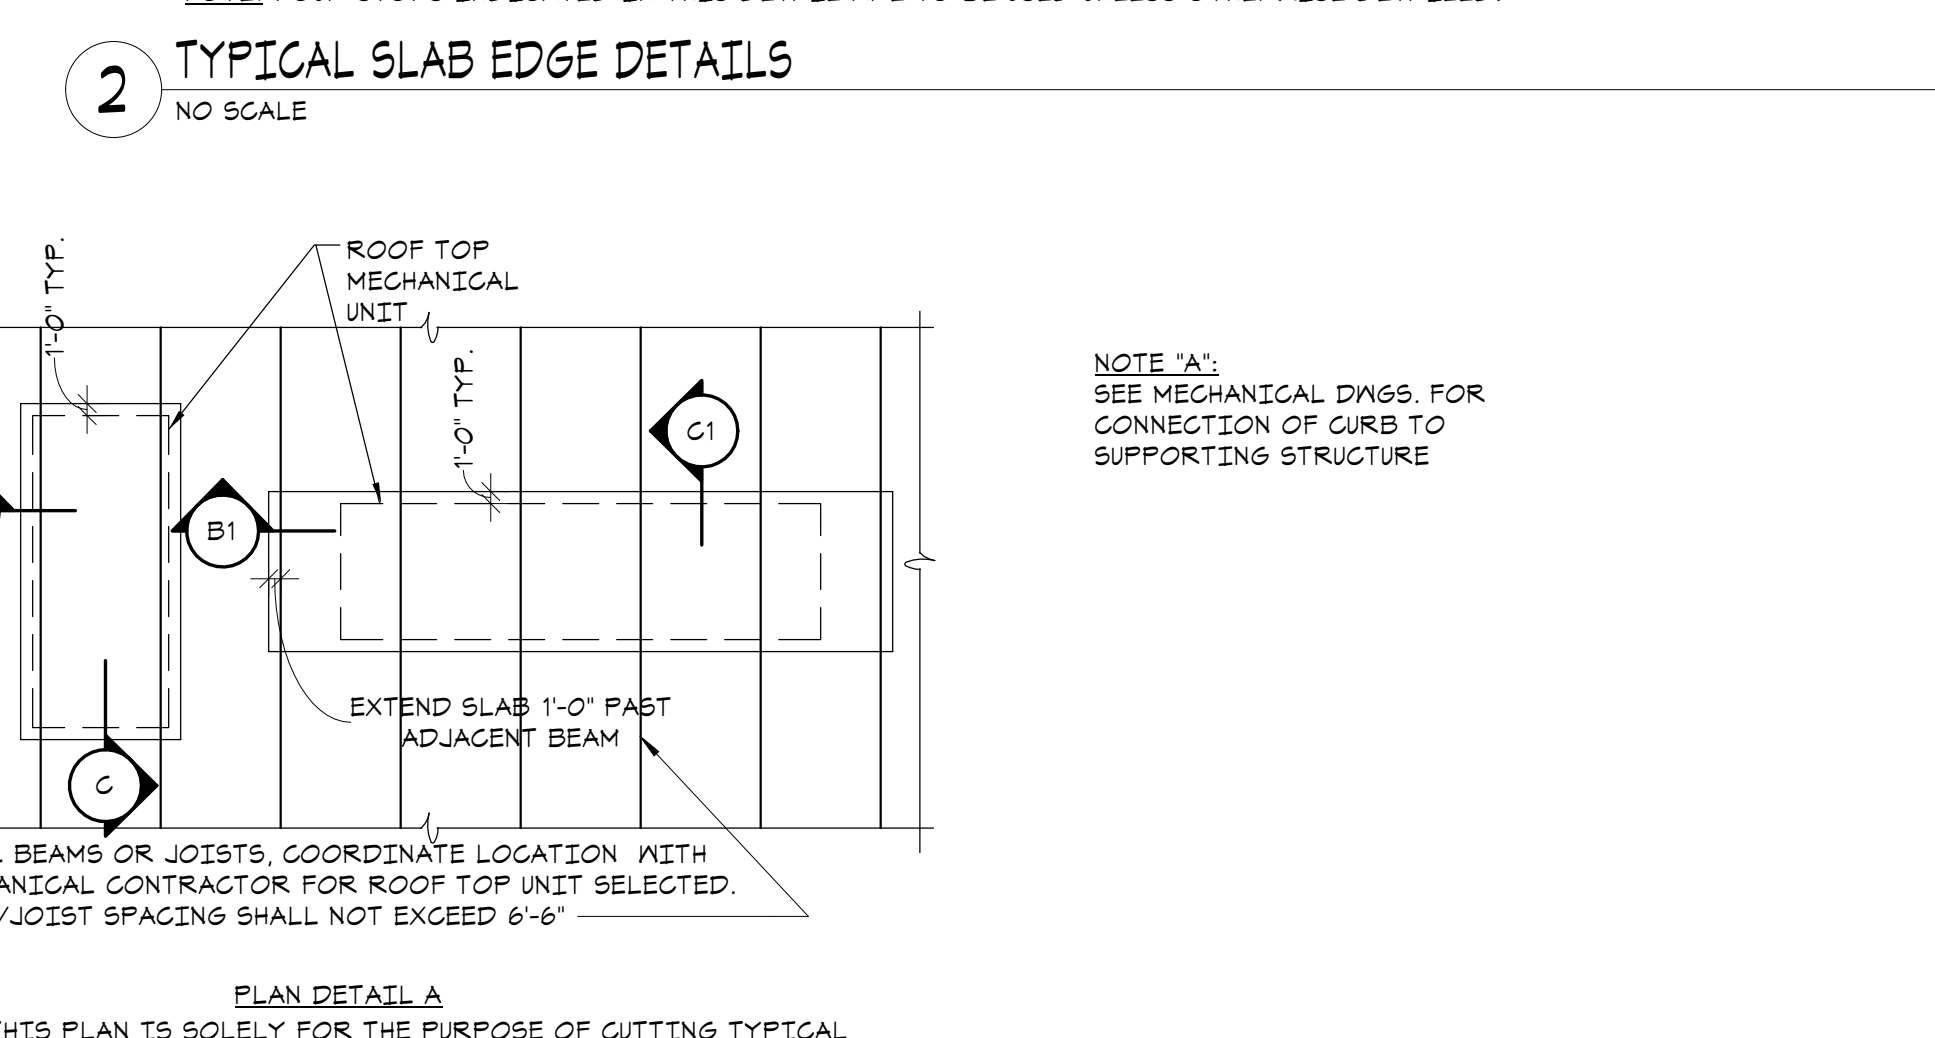 2
TYPICAL SLAB EDGE DETAILS
NO SCALE
1'-0" TYP.
ROOF TOP
MECHANICAL
UNIT
1'-0" TYP.
C1
NOTE "A":
SEE MECHANICAL DWGS. FOR
CONNECTION OF CURB TO
SUPPORTING STRUCTURE
B1
EXTEND SLAB 1'-0" PAST
ADJACENT BEAM
C
BEAMS OR JOISTS, COORDINATE LOCATION WITH
ANICAL CONTRACTOR FOR ROOF TOP UNIT SELECTED.
/JOIST SPACING SHALL NOT EXCEED 6'-6"
PLAN DETAIL A
THIS PLAN IS SOLELY FOR THE PURPOSE OF CUTTING TYPICAL